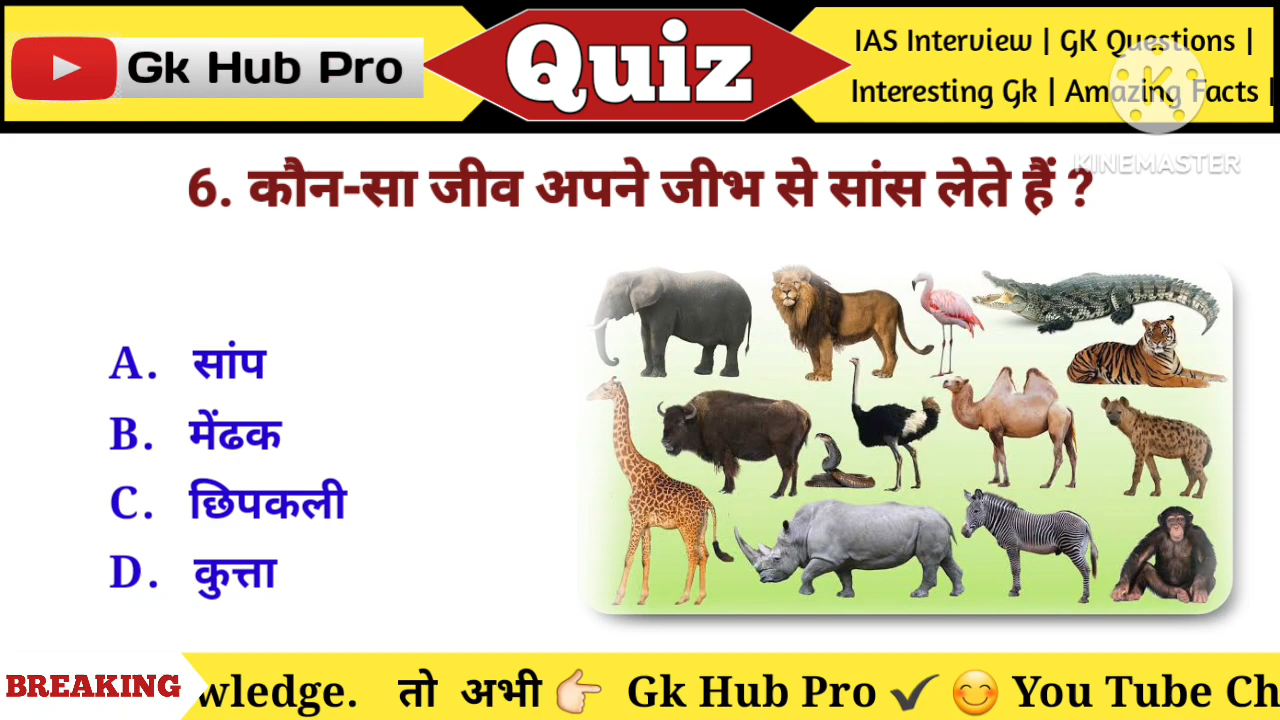 Gk Hub Pro
Quiz
IAS Interview | GK Questions |
Interesting Gk | Amazing Facts |
KINEMASTER
6. कौन-सा जीव अपने जीभ से सांस लेते हैं ?
A. सांप
B. मेंढक
C. छिपकली
D. कुत्ता
BREAKING wledge. तो अभी 👉 Gk Hub Pro ✔ 😊 You Tube Ch